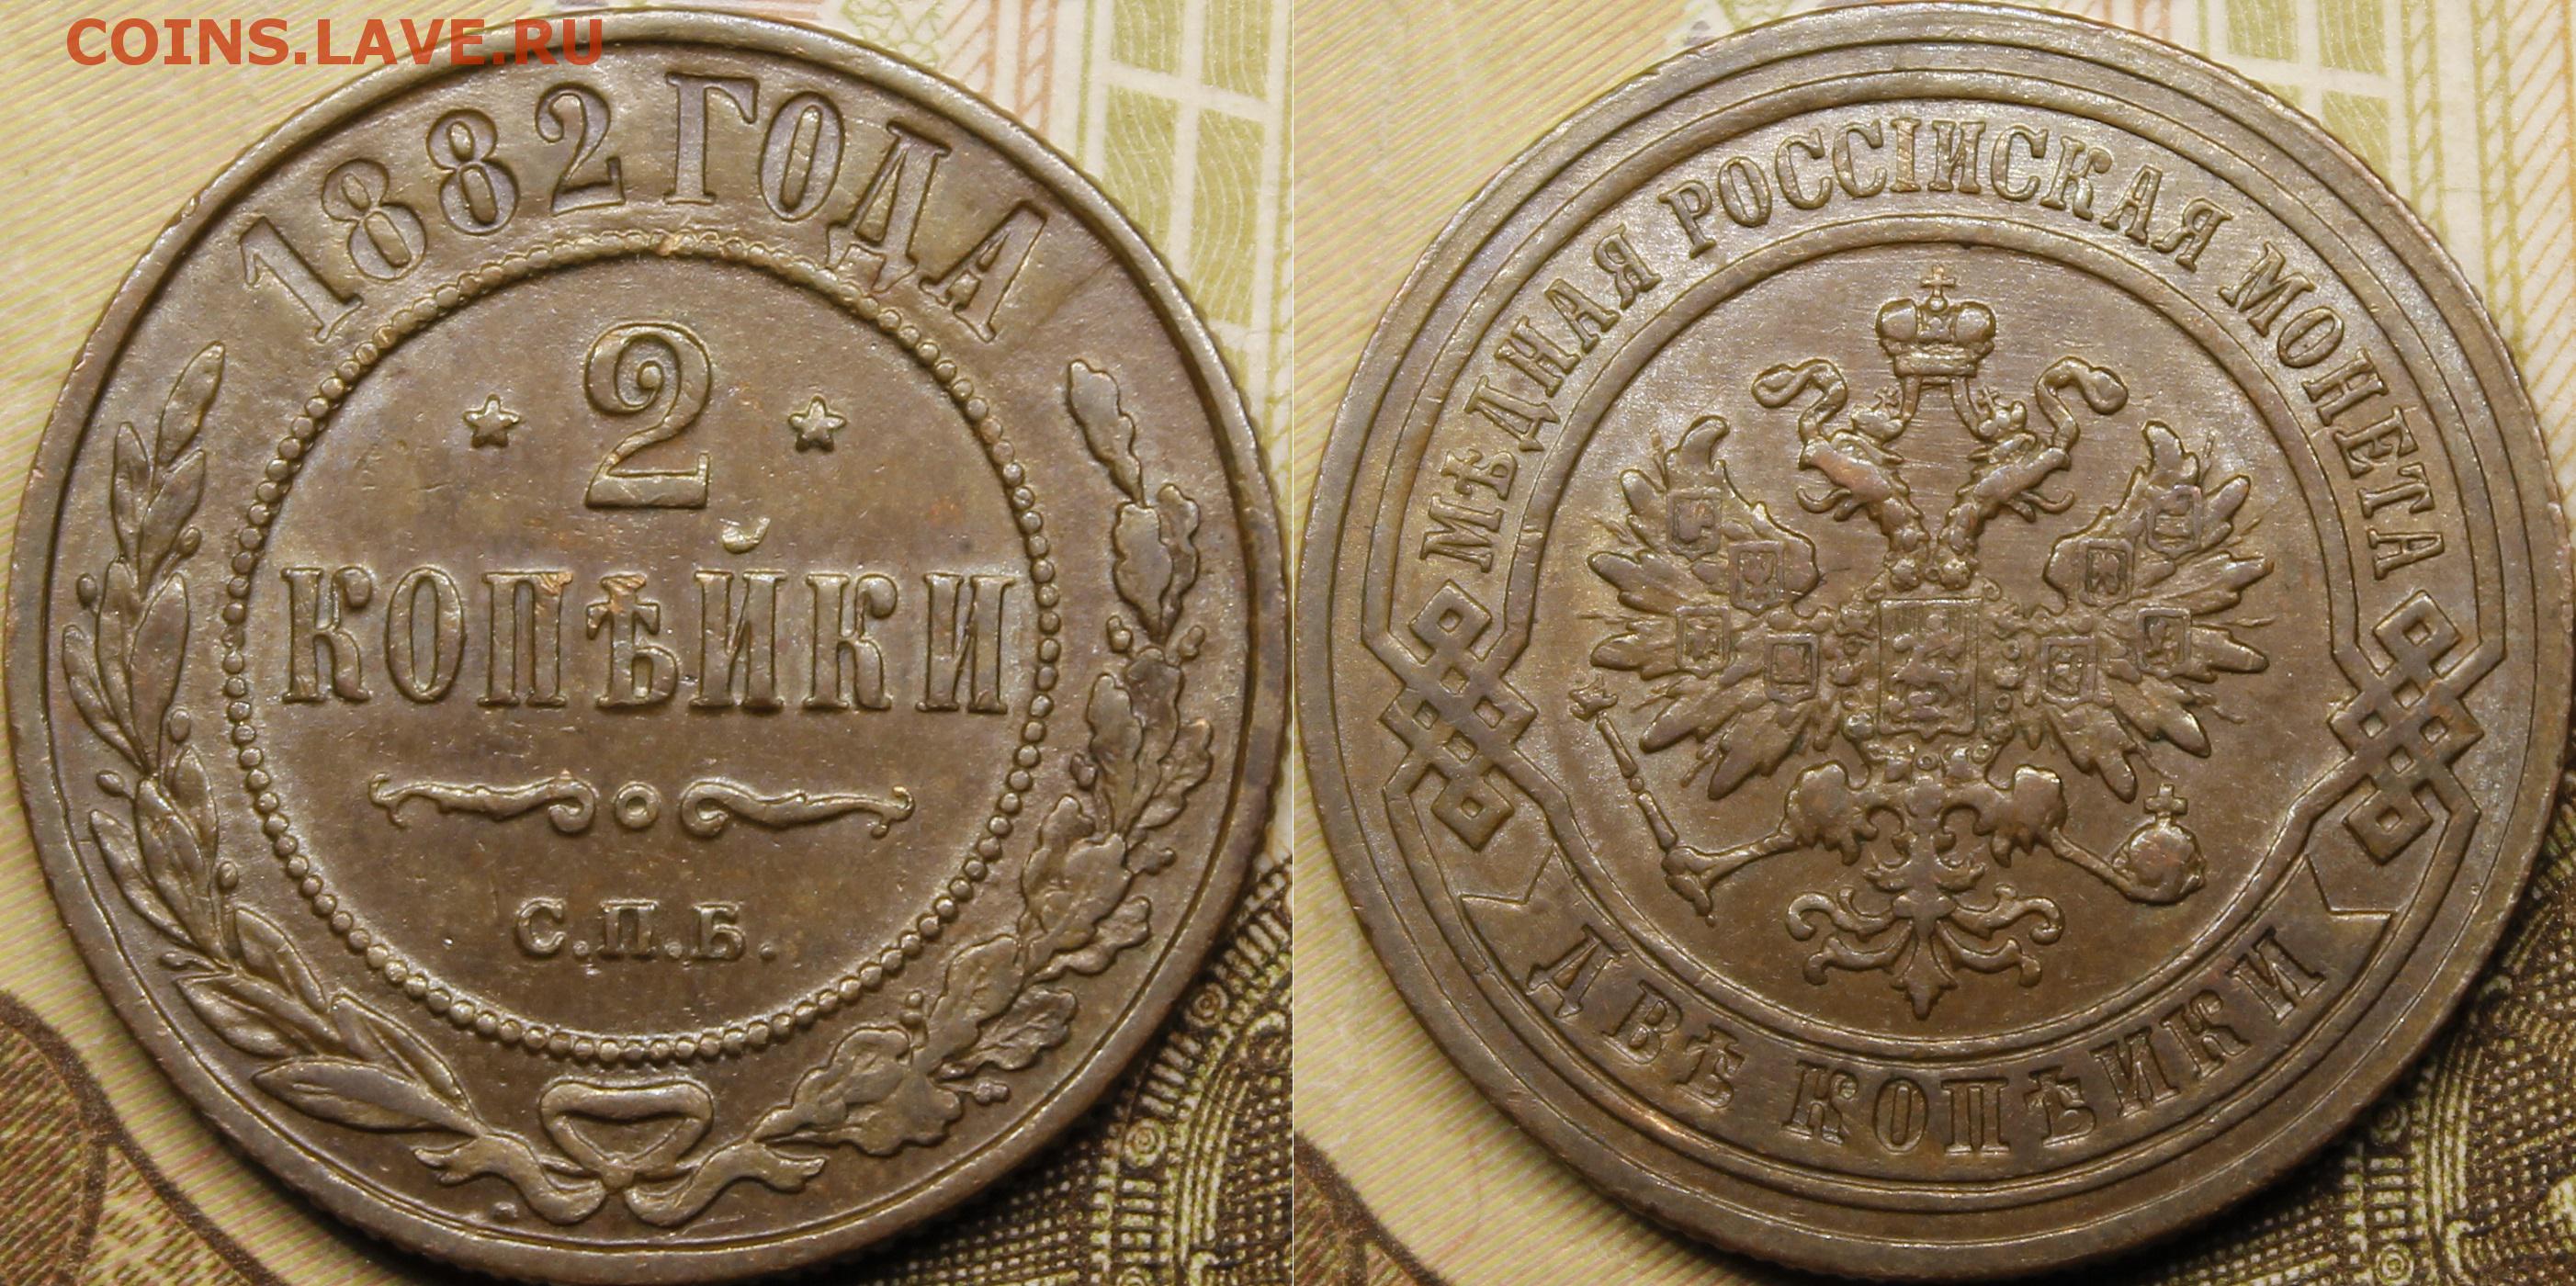 COINS.LAVE.RU
1882 ГОДА
2
КОПѢЙКИ
С.П.Б.
МѢДНАЯ РОССІЙСКАЯ МОНЕТА
ДВѢ КОПѢЙКИ